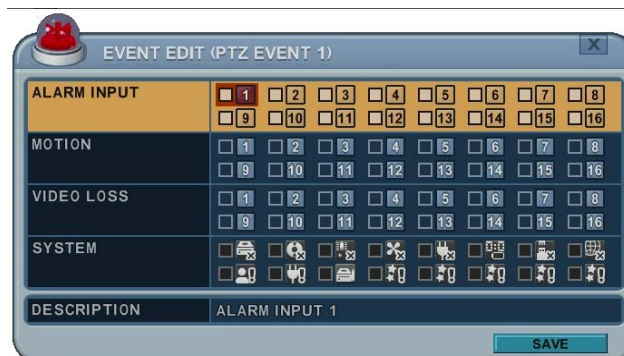 EVENT EDIT (PTZ EVENT 1)
X
ALARM INPUT 1 2 3 4 5 6 7 8
9 10 11 12 13 14 15 16
MOTION 1 2 3 4 5 6 7 8
9 10 11 12 13 14 15 16
VIDEO LOSS 1 2 3 4 5 6 7 8
9 10 11 12 13 14 15 16
SYSTEM
DESCRIPTION ALARM INPUT 1
SAVE